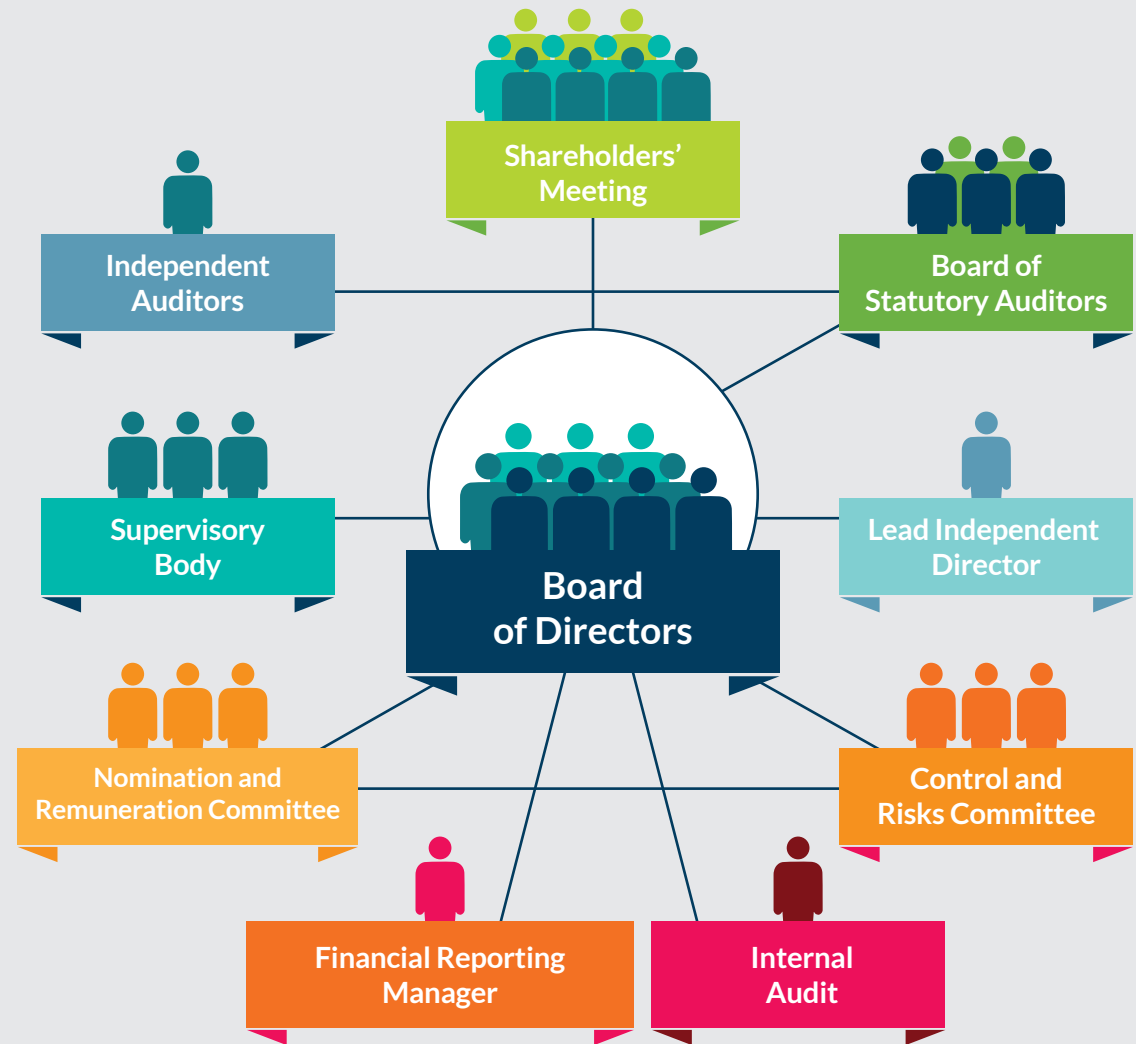 Shareholders’
Meeting
Independent
Auditors
Board of
Statutory Auditors
Supervisory
Body
Lead Independent
Director
Board
of Directors
Nomination and
Remuneration Committee
Control and
Risks Committee
Financial Reporting
Manager
Internal
Audit